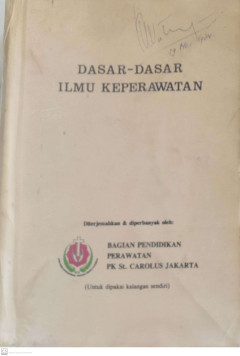 DASAR-DASAR
ILMU KEPERAWATAN
Diterjemahkan & diperbanyak oleh:
BAGIAN PENDIDIKAN
PERAWATAN
PK St. CAROLUS JAKARTA
(Untuk dipakai kalangan sendiri)